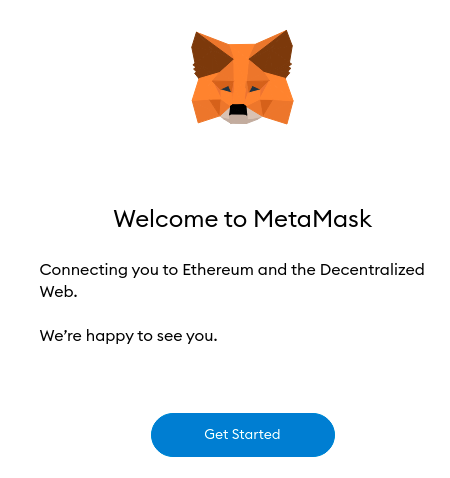 Welcome to MetaMask
Connecting you to Ethereum and the Decentralized
Web.
We’re happy to see you.
Get Started